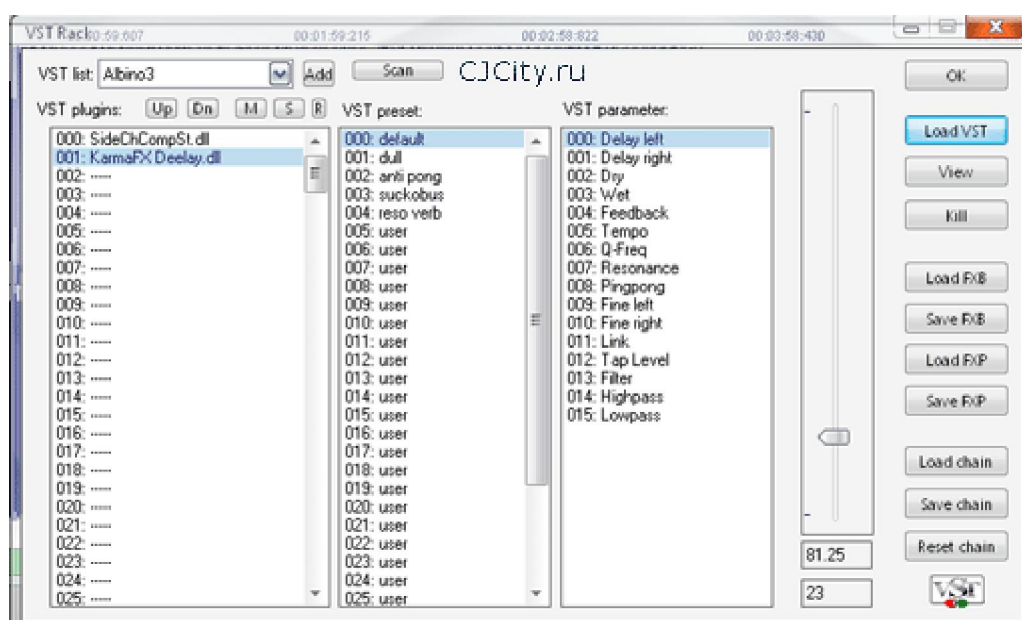 VST Rack 0:59:607 00:01:59:215 00:02:58:822 00:03:58:430
VST list: Albino3 Add Scan CJCity.ru OK
VST plugins: Up Dn M S R VST preset: VST parameter:
Load VST
View
Kill
Load FXB
Save FXB
Load FXP
Save FXP
Load chain
Save chain
Reset chain
000: SideChCompSt.dll
001: KarmaFX Deelay.dll
002: -----
003: -----
004: -----
005: -----
006: -----
007: -----
008: -----
009: -----
010: -----
011: -----
012: -----
013: -----
014: -----
015: -----
016: -----
017: -----
018: -----
019: -----
020: -----
021: -----
022: -----
023: -----
024: -----
025: -----
000: default
001: dull
002: anti pong
003: suckobus
004: reso verb
005: user
006: user
007: user
008: user
009: user
010: user
011: user
012: user
013: user
014: user
015: user
016: user
017: user
018: user
019: user
020: user
021: user
022: user
023: user
024: user
025: user
000: Delay left
001: Delay right
002: Dry
003: Wet
004: Feedback
005: Tempo
006: Q-Freq
007: Resonance
008: Pingpong
009: Fine left
010: Fine right
011: Link
012: Tap Level
013: Filter
014: Highpass
015: Lowpass
81.25
23
VST